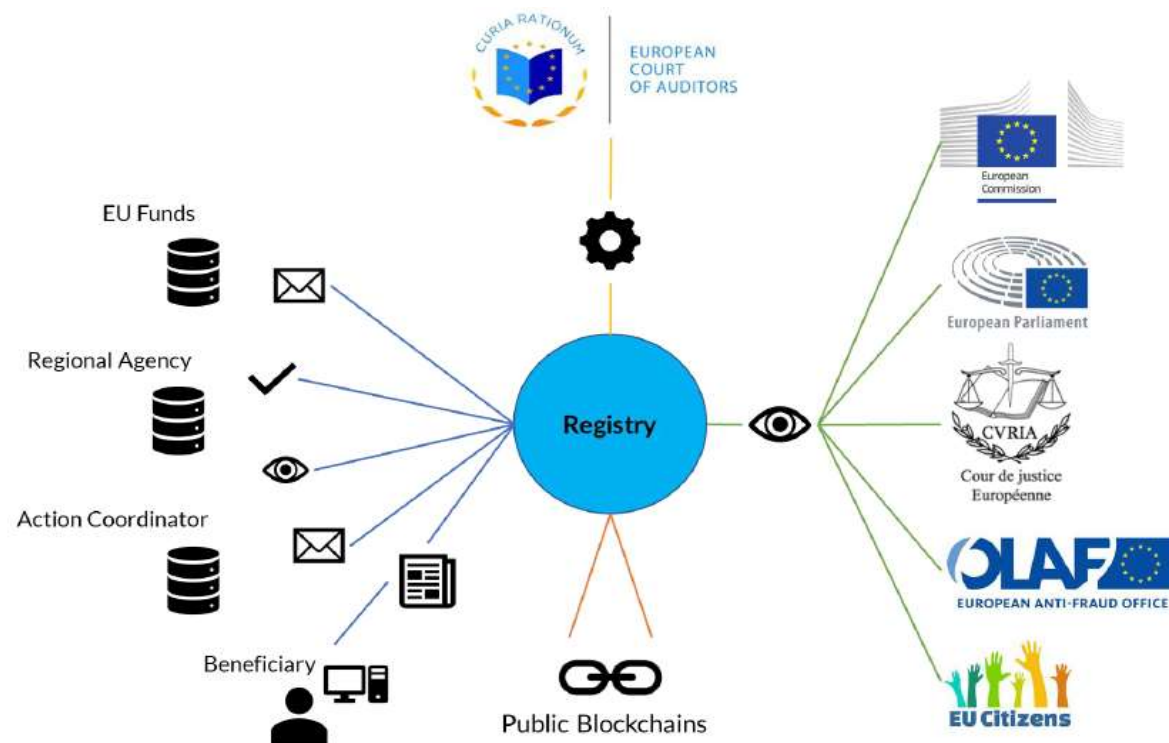 CURIA RATIONUM
EUROPEAN
COURT
OF AUDITORS
EU Funds
Regional Agency
Action Coordinator
Beneficiary
Registry
Public Blockchains
European
Commission
European Parliament
CVRIA
Cour de justice
Européenne
OLAF
EUROPEAN ANTI-FRAUD OFFICE
EU Citizens